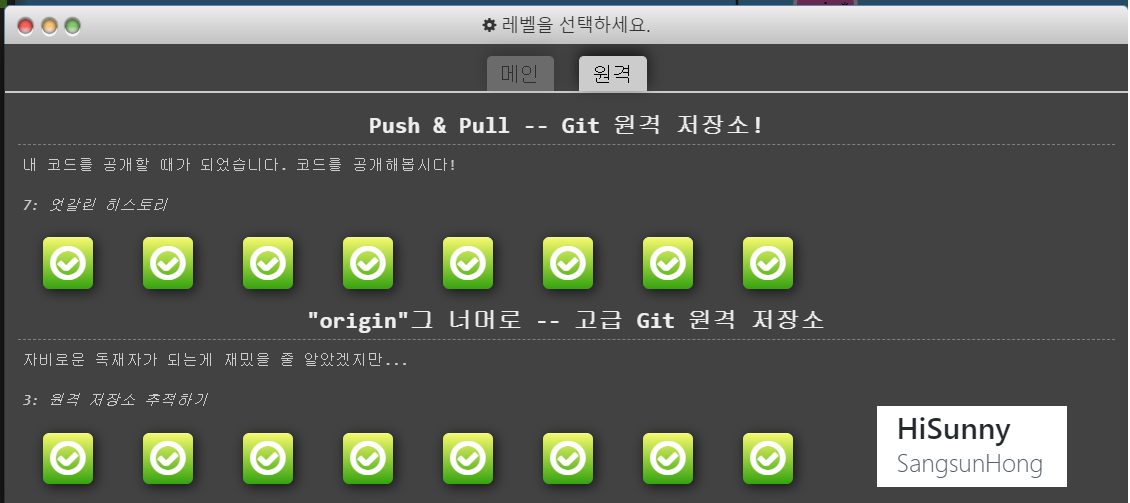 레벨을 선택하세요.
메인 원격
Push & Pull -- Git 원격 저장소!
내 코드를 공개할 때가 되었습니다. 코드를 공개해봅시다!
7: 엇갈린 히스토리
"origin"그 너머로 -- 고급 Git 원격 저장소
자비로운 독재자가 되는게 재밌을 줄 알았겠지만...
3: 원격 저장소 추적하기
HiSunny
SangsunHong